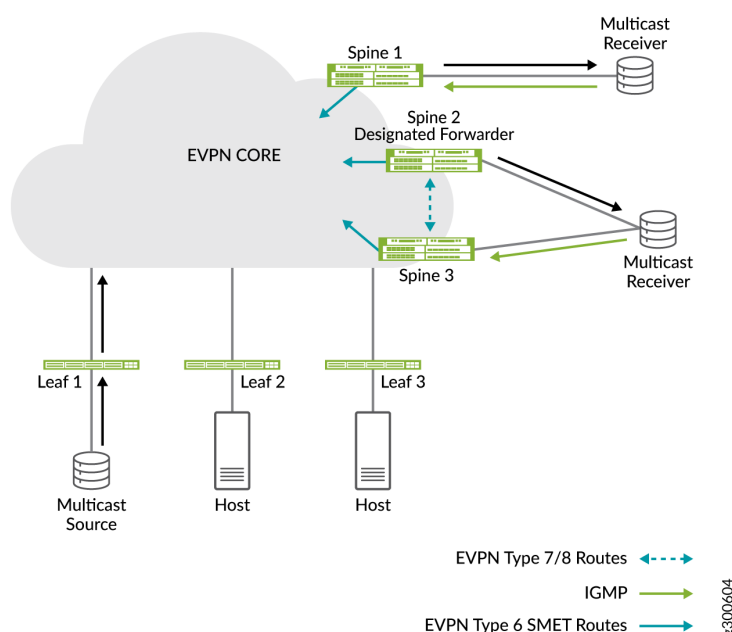 Multicast
Receiver
Spine 1
Spine 2
Designated Forwarder
EVPN CORE
Spine 3
Multicast
Receiver
Leaf 1
Leaf 2
Leaf 3
Multicast
Source
Host
Host
EVPN Type 7/8 Routes
IGMP
EVPN Type 6 SMET Routes
g300604